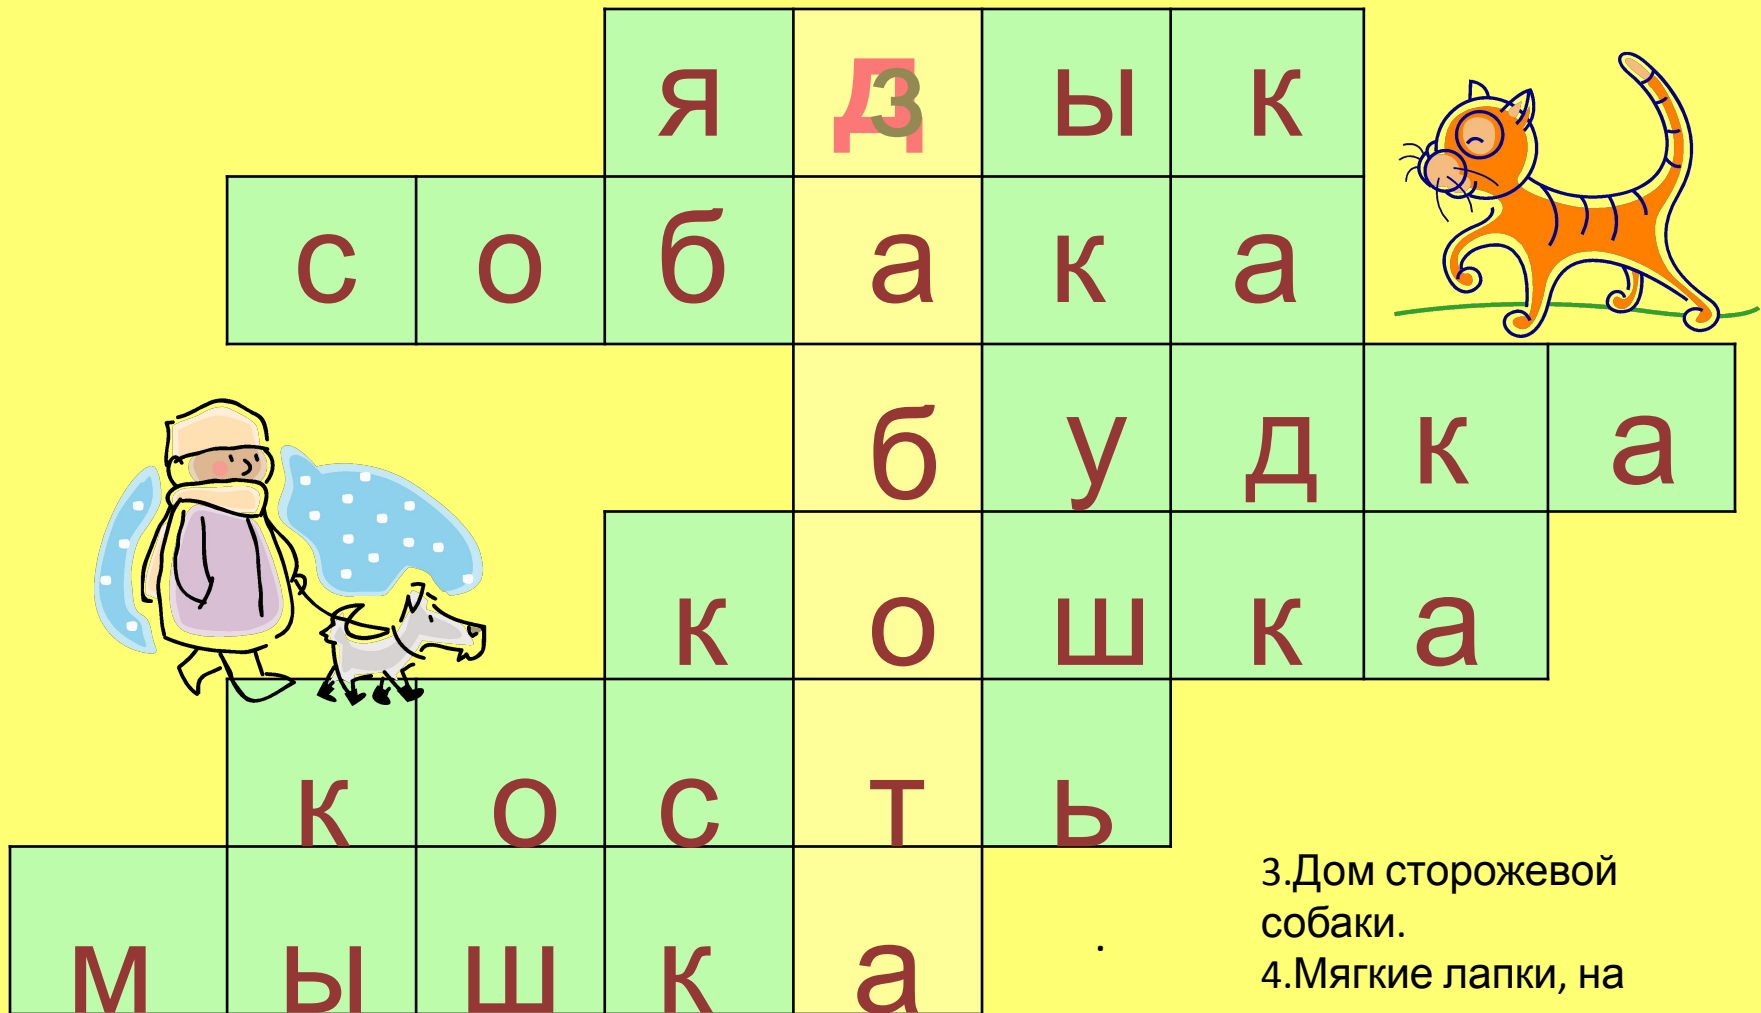 я з ы к
Д
с о б а к а
б у д к а
к о ш к а
к о с т ь
м ы ш к а
3.Дом сторожевой
собаки.
.
4.Мягкие лапки, на